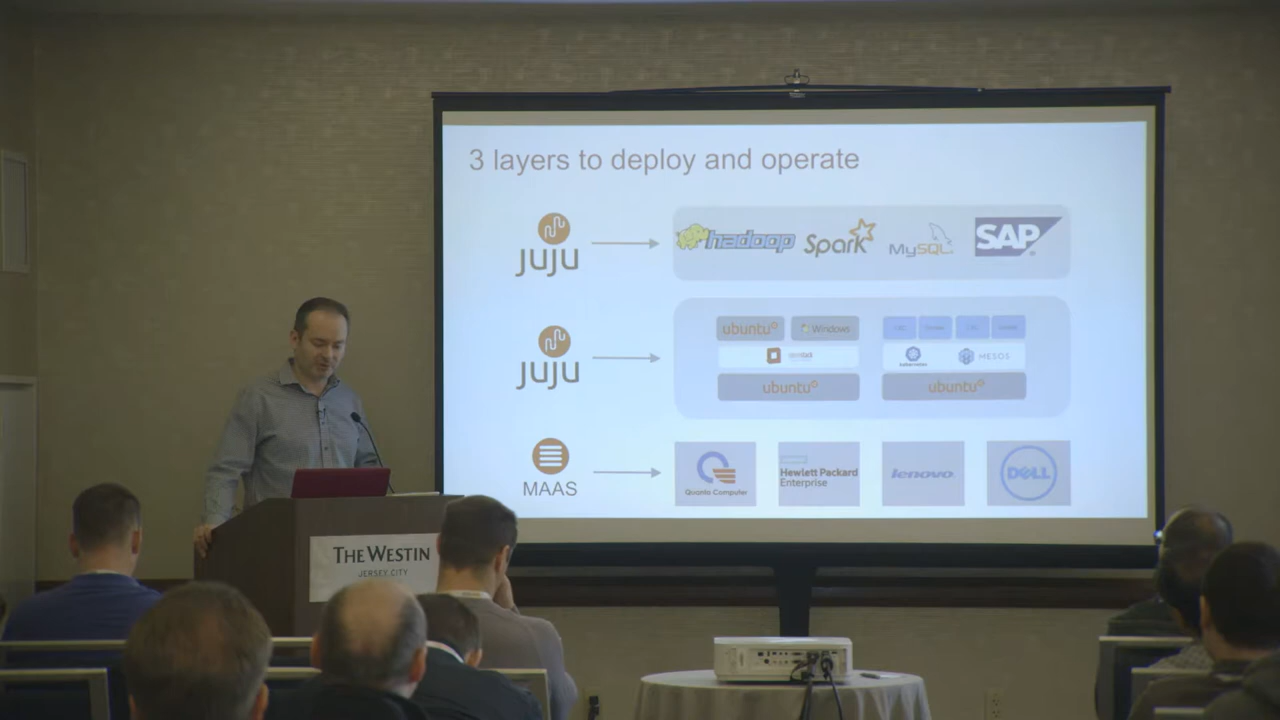 3 layers to deploy and operate
JUJU
hadoop
Spark
MySQL
SAP
JUJU
ubuntu
Windows
ubuntu
kubernetes
MESOS
ubuntu
MAAS
Quanta Computer
Hewlett Packard
Enterprise
lenovo
DELL
THE WESTIN
JERSEY CITY